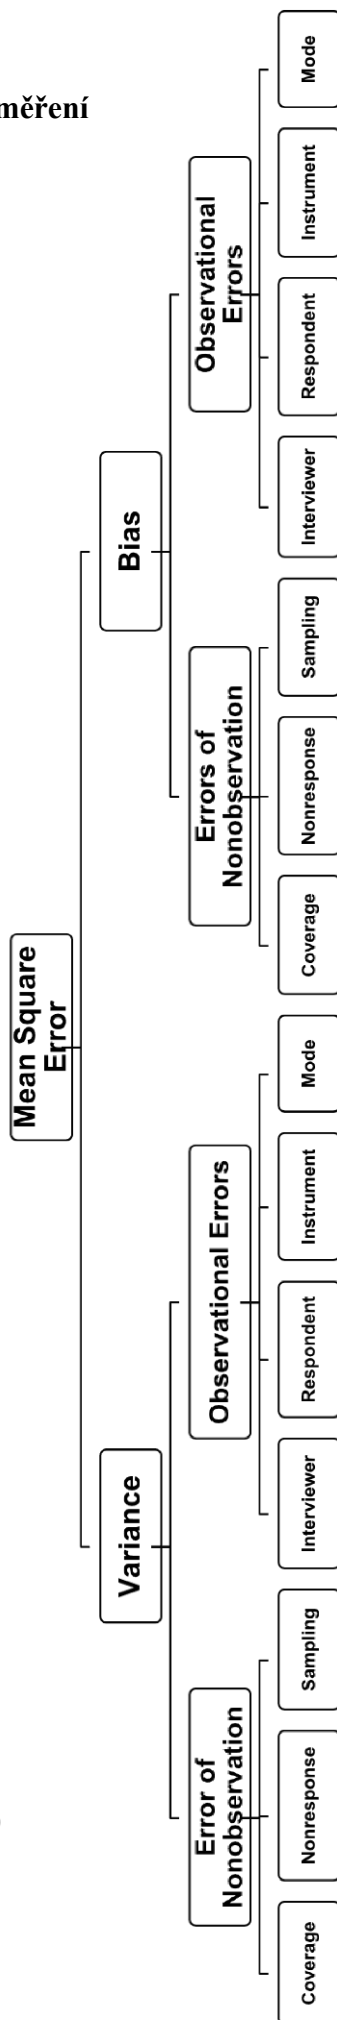 měření
Mean Square
Error
Variance
Bias
Error of
Nonobservation
Observational Errors
Errors of
Nonobservation
Observational
Errors
Coverage
Nonresponse
Sampling
Interviewer
Respondent
Instrument
Mode
Coverage
Nonresponse
Sampling
Interviewer
Respondent
Instrument
Mode